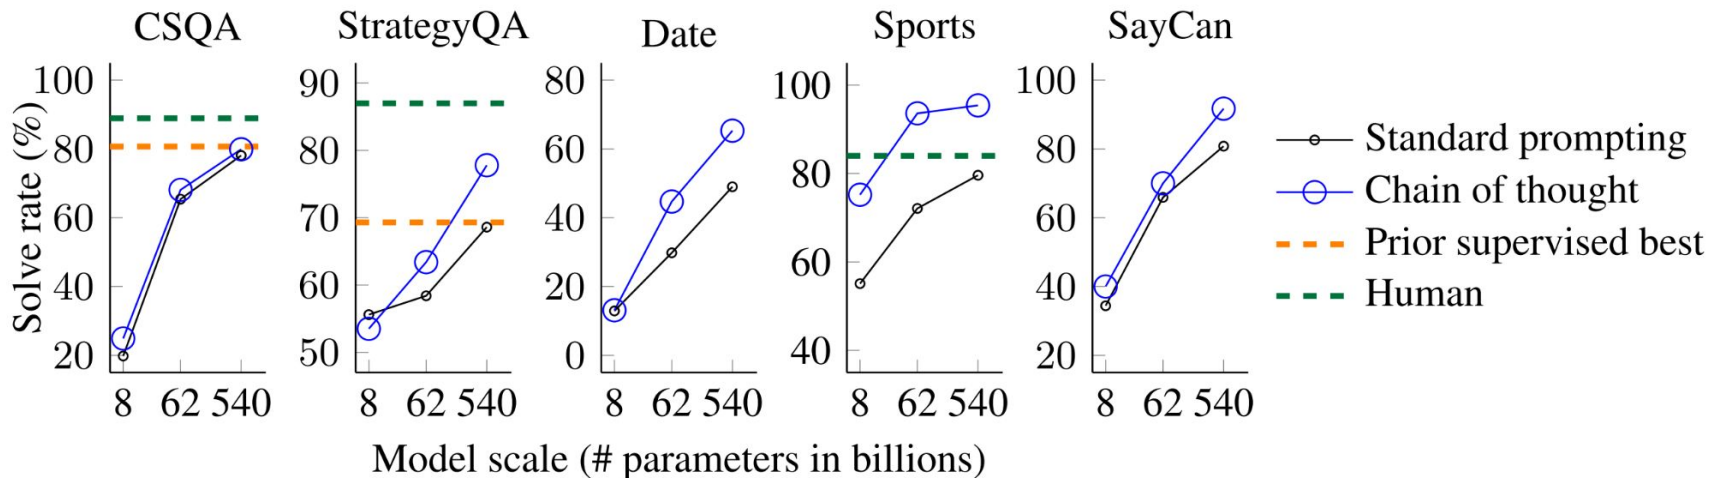 CSQA
StrategyQA
Date
Sports
SayCan
Solve rate (%)
100
80
60
40
20
8 62 540
90
80
70
60
50
8 62 540
80
60
40
20
0
8 62 540
100
80
60
40
8 62 540
100
80
60
40
20
8 62 540
Model scale (# parameters in billions)
Standard prompting
Chain of thought
Prior supervised best
Human